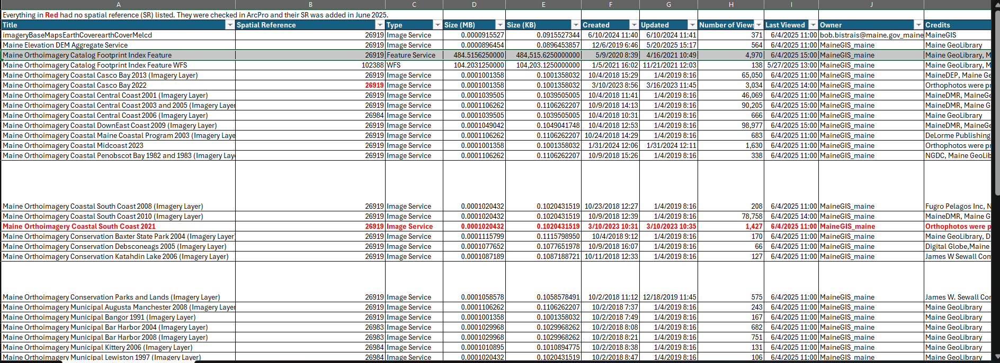 A B C D E F G H I J
Everything in Red had no spatial reference (SR) listed. They were checked in ArcPro and their SR was added in June 2025.
Title Spatial Reference Type Size (MB) Size (KB) Created Updated Number of Views Last Viewed Owner Credits
imageryBaseMapsEarthCoverearthCoverMelcd 26919 Image Service 0.0000915527 0.0915527344 6/10/2024 11:40 6/10/2024 11:41 371 6/4/2025 11:00 bob.bistrais@maine.gov_maine MaineGIS
Maine Elevation DEM Aggregate Service 26919 Image Service 0.0000896454 0.0896453857 12/6/2019 6:46 5/20/2025 15:17 564 6/4/2025 11:00 MaineGIS_maine Maine GeoLibrary
Maine Orthoimagery Catalog Footprint Index Feature 26919 Feature Service 484.5156250000 484,515.6250000000 5/9/2020 8:39 4/16/2021 10:49 4,970 6/4/2025 15:00 MaineGIS_maine Maine GeoLibrary, M
Maine Orthoimagery Catalog Footprint Index Feature WFS 102388 WFS 104.2031250000 104,203.1250000000 1/5/2021 16:02 11/21/2021 12:03 138 5/27/2025 13:00 MaineGIS_maine Maine GeoLibrary, M
Maine Orthoimagery Coastal Casco Bay 2013 (Imagery Layer) 26919 Image Service 0.0001001358 0.1001358032 10/4/2018 15:29 1/4/2019 8:16 65,050 6/4/2025 11:00 MaineGIS_maine MaineDEP, Maine Ge
Maine Orthoimagery Coastal Casco Bay 2022 26919 Image Service 0.0001001358 0.1001358032 3/10/2023 8:56 3/16/2023 11:45 3,034 6/4/2025 14:00 MaineGIS_maine Orthophotos were pr
Maine Orthoimagery Coastal Central Coast 2001 (Imagery Layer) 26919 Image Service 0.0001039505 0.1039505005 10/4/2018 11:41 1/4/2019 8:16 46,069 6/4/2025 11:00 MaineGIS_maine MaineDMR, MaineGe
Maine Orthoimagery Coastal Central Coast 2003 and 2005 (Imagery Layer 26919 Image Service 0.0001106262 0.1106262207 10/9/2018 14:13 1/4/2019 8:16 90,205 6/4/2025 15:00 MaineGIS_maine MaineDMR, Maine G
Maine Orthoimagery Coastal Central Coast 2006 (Imagery Layer) 26984 Image Service 0.0001039505 0.1039505005 10/4/2018 10:31 1/4/2019 8:16 666 6/4/2025 11:00 MaineGIS_maine Maine GeoLibrary
Maine Orthoimagery Coastal DownEast Coast 2009 (Imagery Layer) 26919 Image Service 0.0001049042 0.1049041748 10/4/2018 12:53 1/4/2019 8:16 98,977 6/4/2025 15:00 MaineGIS_maine MaineDMR, MaineGe
Maine Orthoimagery Coastal Maine Coastal Program 2003 (Imagery Laye 26919 Image Service 0.0001106262 0.1106262207 10/24/2018 14:29 1/4/2019 8:16 683 6/4/2025 11:00 MaineGIS_maine DeLorme Publishing
Maine Orthoimagery Coastal Midcoast 2023 26919 Image Service 0.0001001358 0.1001358032 1/31/2024 12:06 1/31/2024 12:11 1,630 6/4/2025 11:00 MaineGIS_maine Orthophotos were pr
Maine Orthoimagery Coastal Penobscot Bay 1982 and 1983 (Imagery Lay 26919 Image Service 0.0001106262 0.1106262207 10/9/2018 15:26 1/4/2019 8:16 338 6/4/2025 11:00 MaineGIS_maine NGDC, Maine GeoLib
Maine Orthoimagery Coastal South Coast 2008 (Imagery Layer) 26919 Image Service 0.0001020432 0.1020431519 10/23/2018 12:27 1/4/2019 8:16 208 6/4/2025 11:00 MaineGIS_maine Fugro Pelagos Inc, N
Maine Orthoimagery Coastal South Coast 2010 (Imagery Layer) 26919 Image Service 0.0001020432 0.1020431519 10/9/2018 12:39 1/4/2019 8:16 78,758 6/4/2025 14:00 MaineGIS_maine MaineDMR, Maine G
Maine Orthoimagery Coastal South Coast 2021 26919 Image Service 0.0001020432 0.1020431519 3/10/2023 10:31 3/10/2023 10:35 1,427 6/4/2025 11:00 MaineGIS_maine Orthophotos were p
Maine Orthoimagery Conservation Baxter State Park 2004 (Imagery Layer) 26919 Image Service 0.0001115799 0.1115798950 10/4/2018 9:12 1/4/2019 8:16 170 6/4/2025 11:00 MaineGIS_maine Maine GeoLibrary, D
Maine Orthoimagery Conservation Debsconeags 2005 (Imagery Layer) 26919 Image Service 0.0001077652 0.1077651978 10/9/2018 16:07 1/4/2019 8:16 66 6/4/2025 11:00 MaineGIS_maine Digital Globe,Maine
Maine Orthoimagery Conservation Katahdin Lake 2006 (Imagery Layer) 26919 Image Service 0.0001087189 0.1087188721 10/11/2018 12:33 1/4/2019 8:16 127 6/4/2025 11:00 MaineGIS_maine James W Sewall Com
Maine Orthoimagery Conservation Parks and Lands (Imagery Layer) 26919 Image Service 0.0001058578 0.1058578491 10/2/2018 11:12 12/18/2019 11:45 575 6/4/2025 11:00 MaineGIS_maine James W. Sewall Cor
Maine Orthoimagery Municipal Augusta Manchester 2008 (Imagery Layer 26919 Image Service 0.0001106262 0.1106262207 10/2/2018 7:37 1/4/2019 8:16 243 6/4/2025 11:00 MaineGIS_maine Maine GeoLibrary
Maine Orthoimagery Municipal Bangor 1991 (Imagery Layer) 26919 Image Service 0.0001001358 0.1001358032 10/2/2018 7:49 1/4/2019 8:16 167 6/4/2025 11:00 MaineGIS_maine Maine GeoLibrary
Maine Orthoimagery Municipal Bar Harbor 2004 (Imagery Layer) 26983 Image Service 0.0001029968 0.1029968262 10/2/2018 8:08 1/4/2019 8:16 682 6/4/2025 11:00 MaineGIS_maine Maine GeoLibrary
Maine Orthoimagery Municipal Bar Harbor 2008 (Imagery Layer) 26983 Image Service 0.0001029968 0.1029968262 10/2/2018 8:21 1/4/2019 8:16 751 6/4/2025 11:00 MaineGIS_maine Maine GeoLibrary
Maine Orthoimagery Municipal Kittery 2006 (Imagery Layer) 26984 Image Service 0.0001010895 0.1010894775 10/2/2018 8:38 1/4/2019 8:16 131 6/4/2025 11:00 MaineGIS_maine Maine GeoLibrary
Maine Orthoimagery Municipal Lewiston 1997 (Imagery Layer) 26984 Image Service 0.0001020432 0.1020431519 10/2/2018 8:47 1/4/2019 8:16 106 6/4/2025 11:00 MaineGIS_maine Maine GeoLibrary